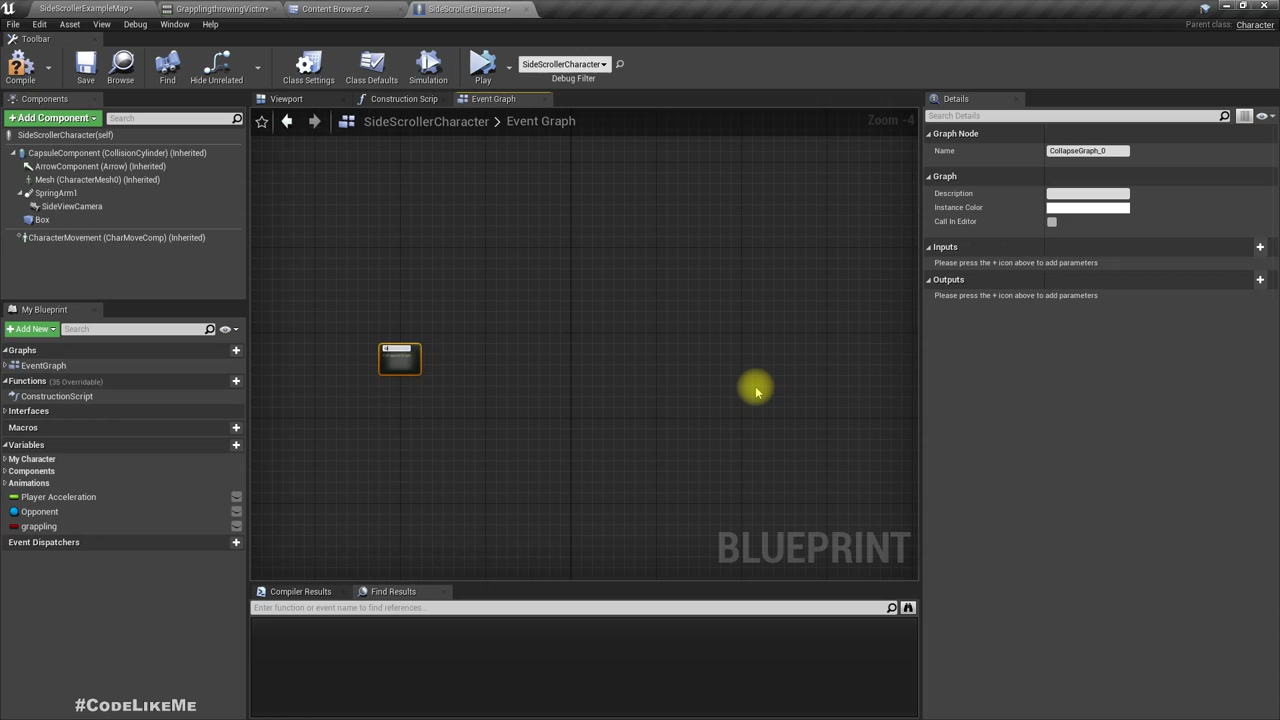 SideScrollerExampleMap*
GrapplingthrowingVictim*
Content Browser 2
SideScrollerCharacter*
File Edit Asset View Debug Window Help
Parent class: Character
Toolbar
Compile
Save
Browse
Find
Hide Unrelated
Class Settings
Class Defaults
Simulation
Play
SideScrollerCharacter
Debug Filter
Components
Add Component
Search
SideScrollerCharacter(self)
CapsuleComponent (CollisionCylinder) (Inherited)
ArrowComponent (Arrow) (Inherited)
Mesh (CharacterMesh0) (Inherited)
SpringArm1
SideViewCamera
Box
CharacterMovement (CharMoveComp) (Inherited)
My Blueprint
Add New
Search
Graphs
EventGraph
Functions (35 Overridable)
ConstructionScript
Interfaces
Macros
Variables
My Character
Components
Animations
Player Acceleration
Opponent
grappling
Event Dispatchers
Viewport
Construction Scrip
Event Graph
SideScrollerCharacter > Event Graph
Zoom -4
BLUEPRINT
Compiler Results
Find Results
Enter function or event name to find references...
Details
Search Details
Graph Node
Name
CollapseGraph_0
Graph
Description
Instance Color
Call In Editor
Inputs
Please press the + icon above to add parameters
Outputs
Please press the + icon above to add parameters
#CodeLikeMe